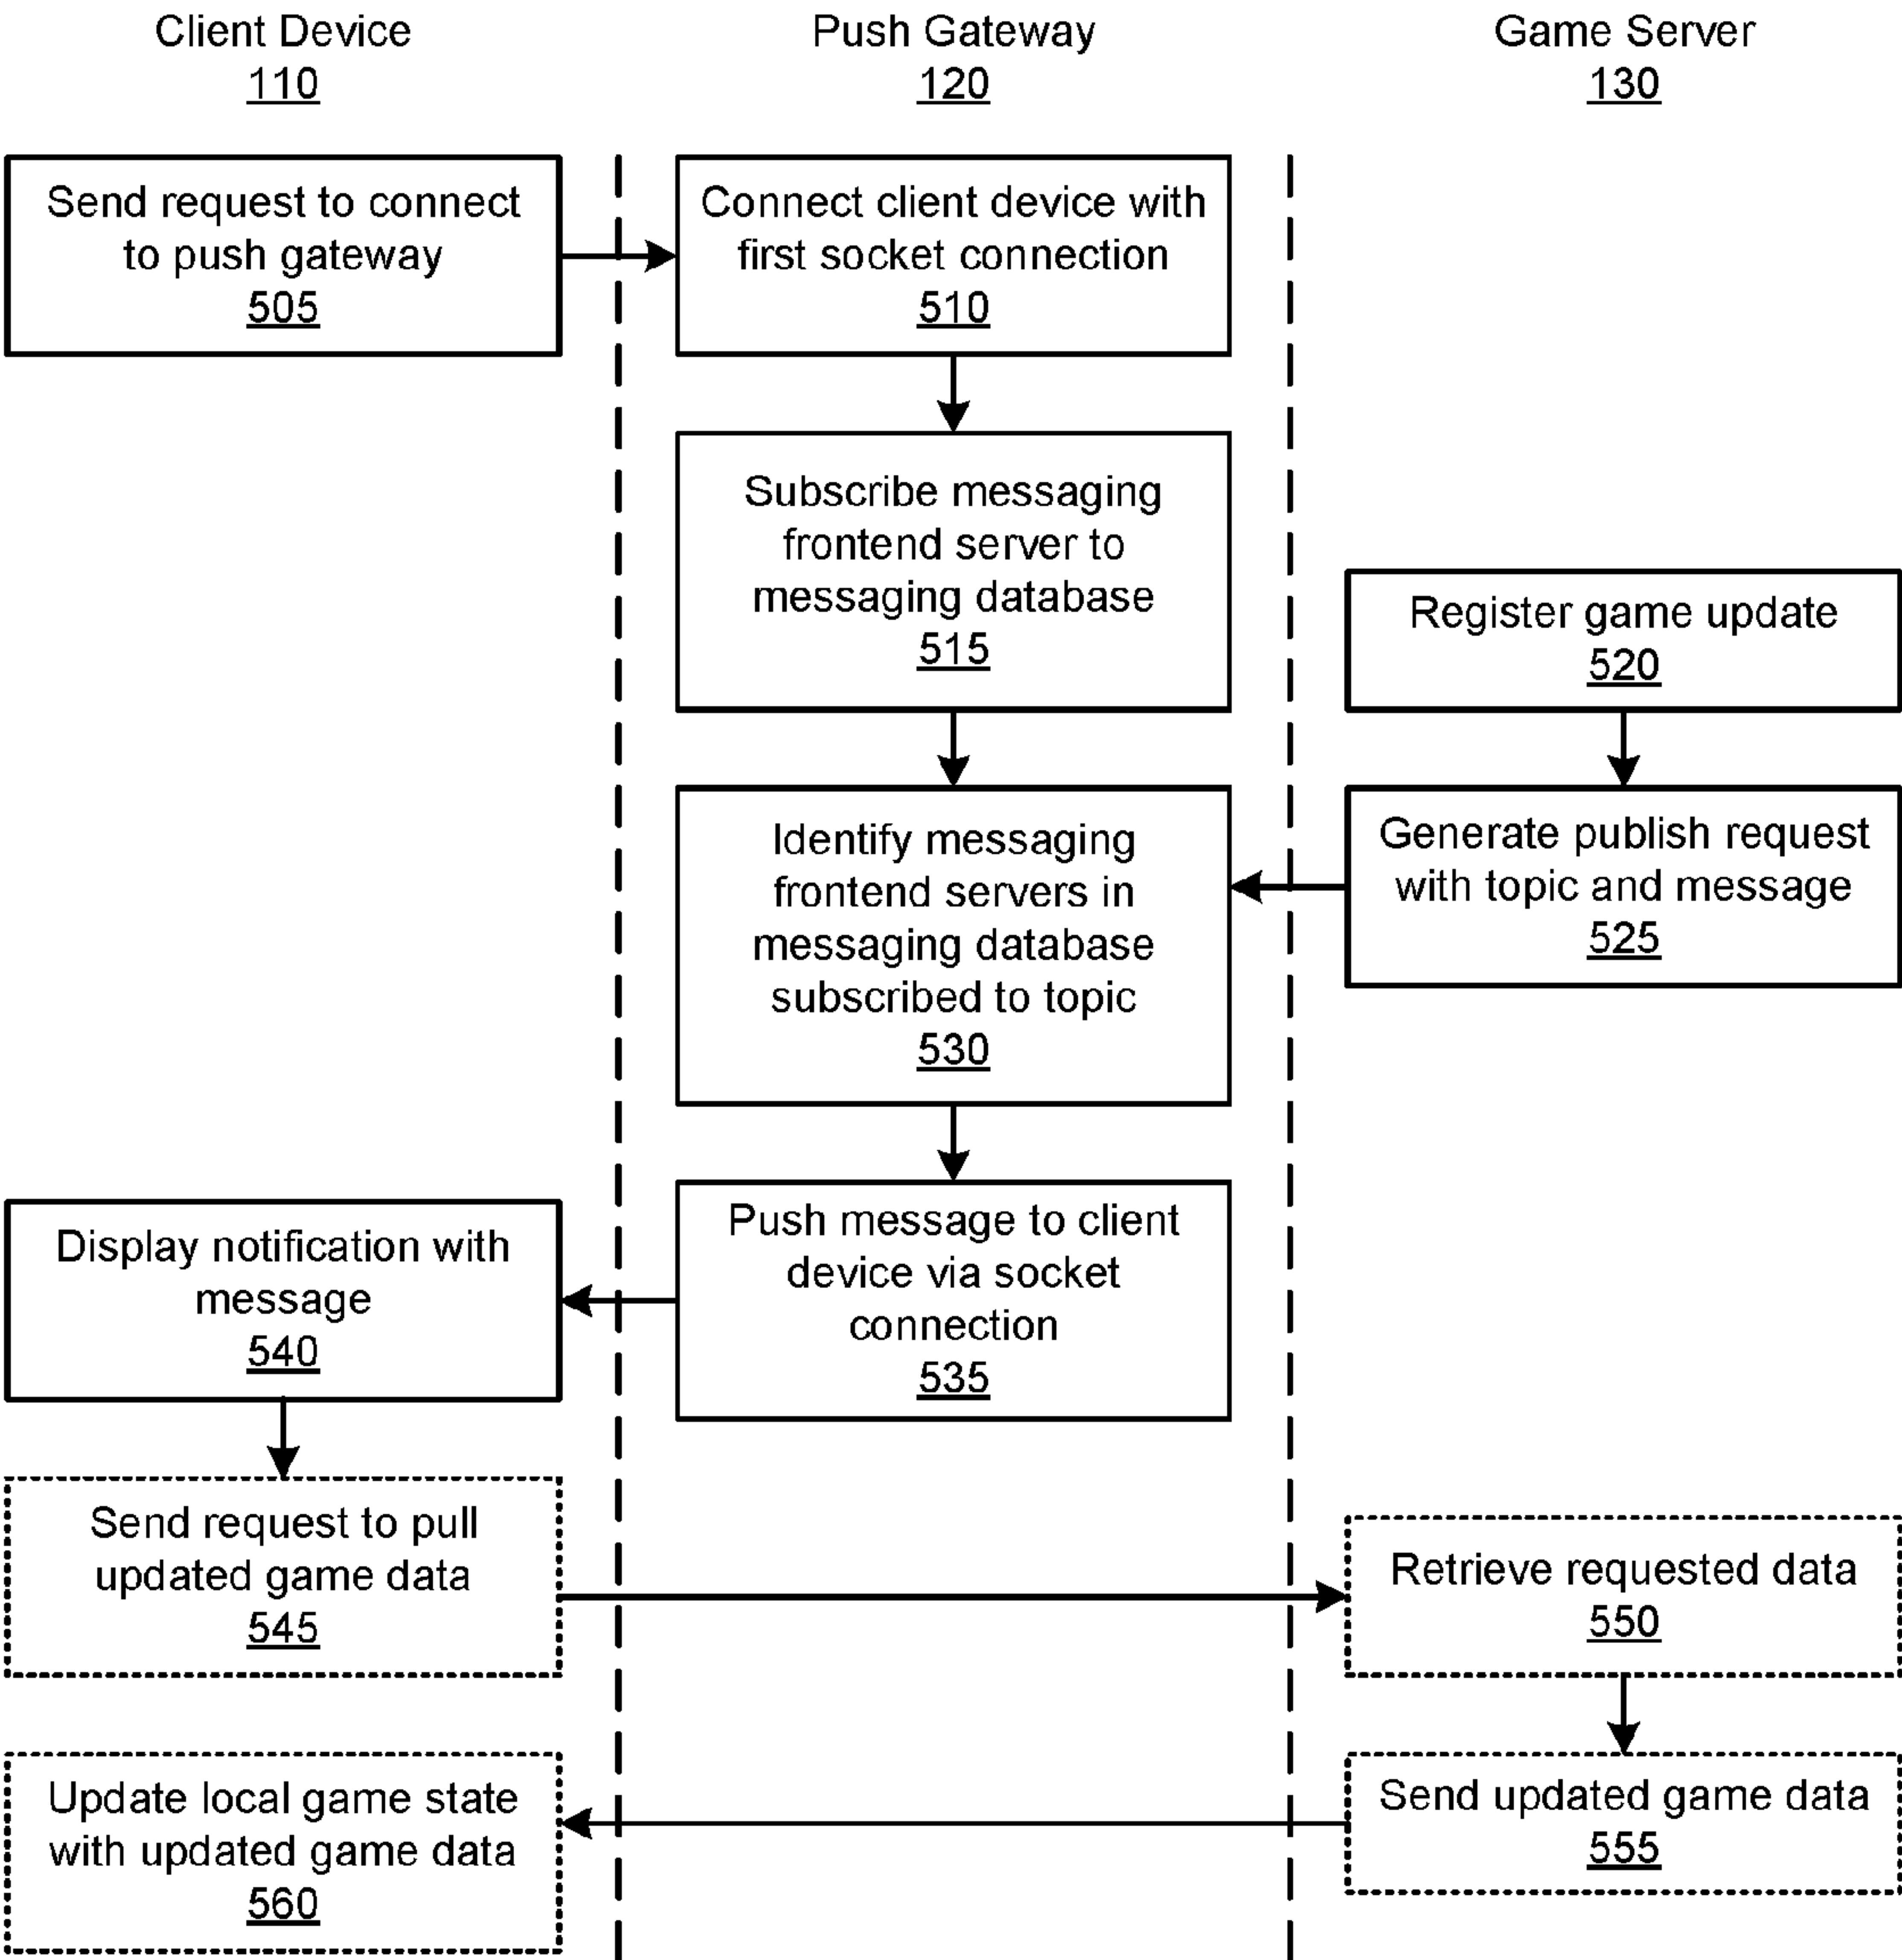 Client Device
110
Push Gateway
120
Game Server
130
Send request to connect
to push gateway
505
Connect client device with
first socket connection
510
Subscribe messaging
frontend server to
messaging database
515
Register game update
520
Generate publish request
with topic and message
525
Identify messaging
frontend servers in
messaging database
subscribed to topic
530
Push message to client
device via socket
connection
535
Display notification with
message
540
Send request to pull
updated game data
545
Retrieve requested data
550
Send updated game data
555
Update local game state
with updated game data
560